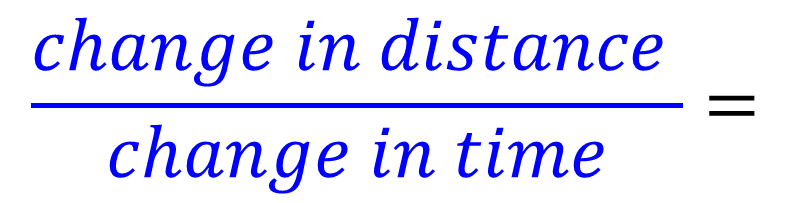 change in distance
change in time
=